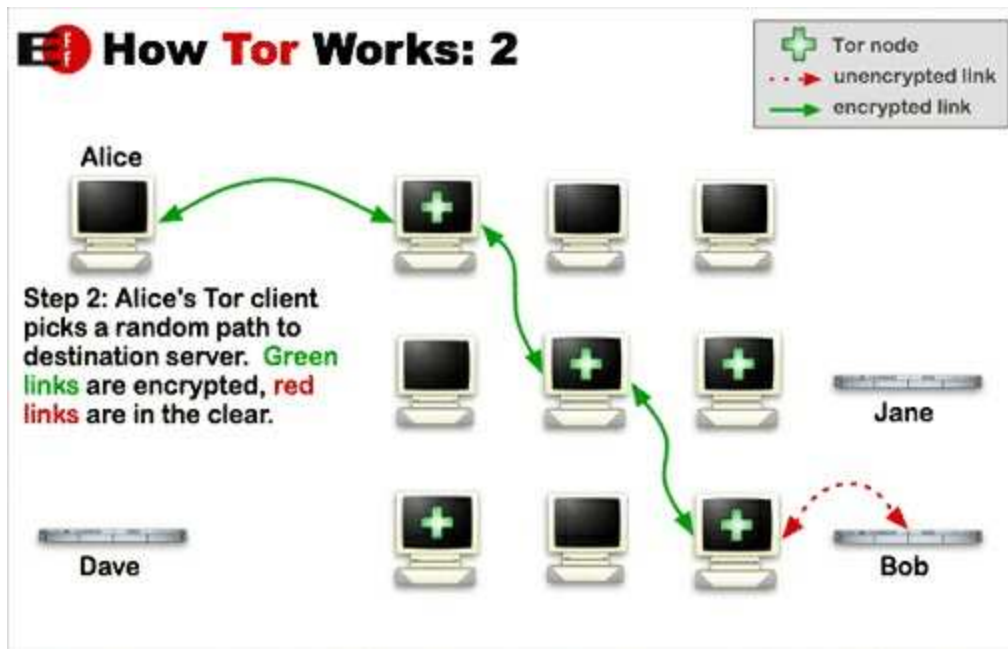 EFF How Tor Works: 2
Tor node
unencrypted link
encrypted link
Alice
Step 2: Alice's Tor client
picks a random path to
destination server. Green
links are encrypted, red
links are in the clear.
Jane
Dave
Bob